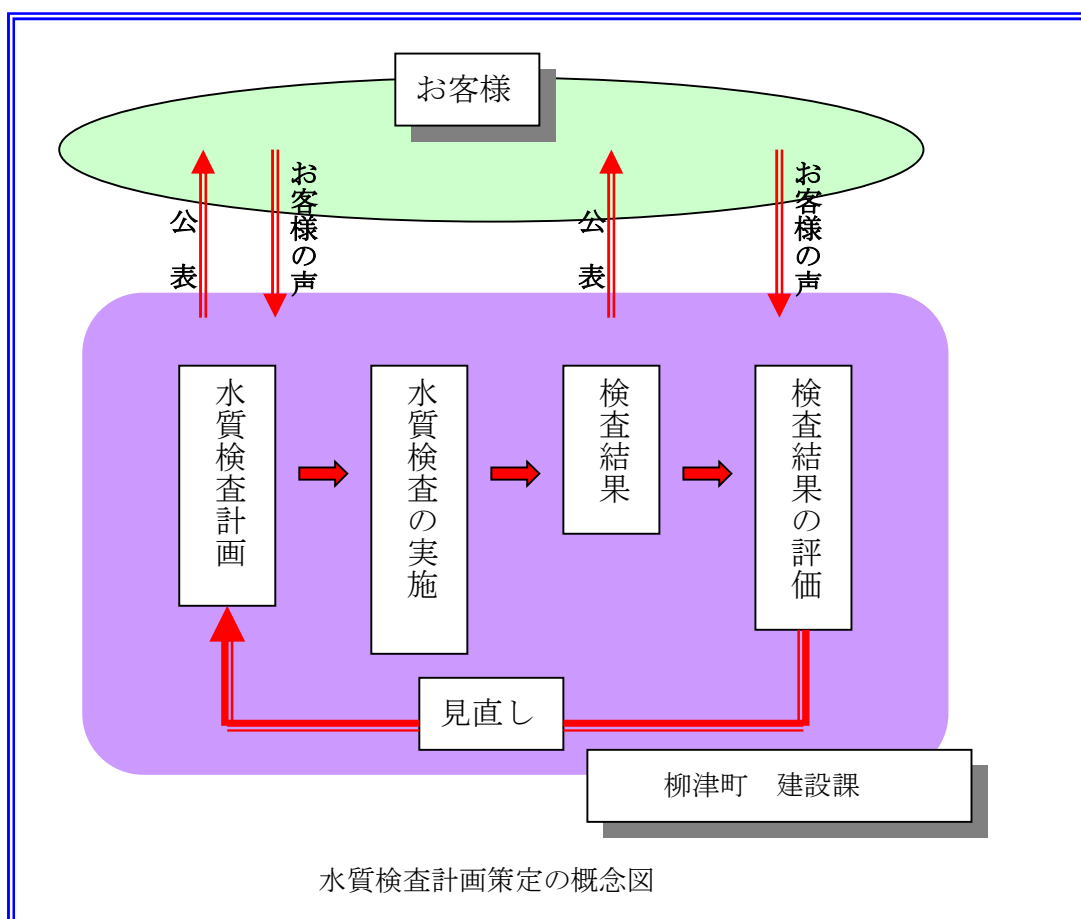 お客様
公　表
お客様の声
公　表
お客様の声
水質検査計画
水質検査の実施
検査結果
検査結果の評価
見直し
柳津町　建設課
水質検査計画策定の概念図